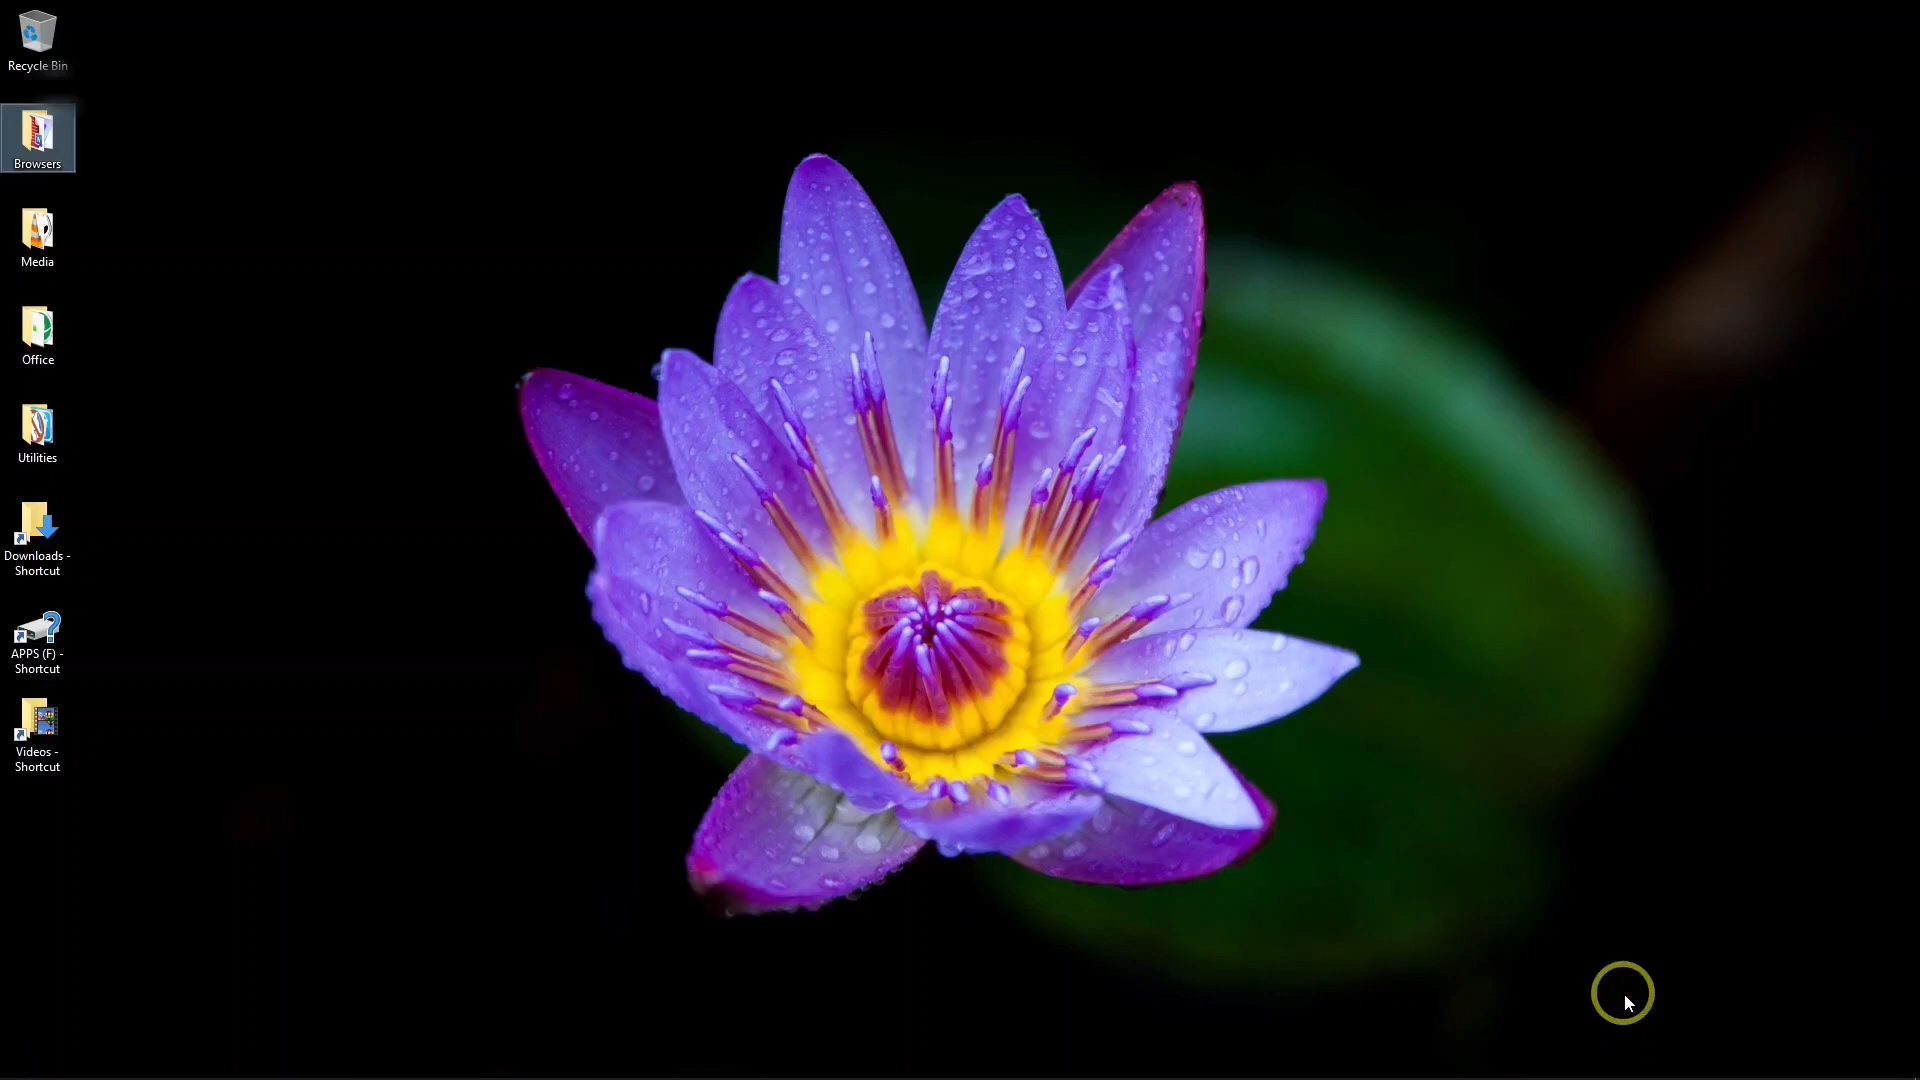 Recycle Bin
Browsers
Media
Office
Utilities
Downloads -
Shortcut
APPS (F) -
Shortcut
Videos -
Shortcut